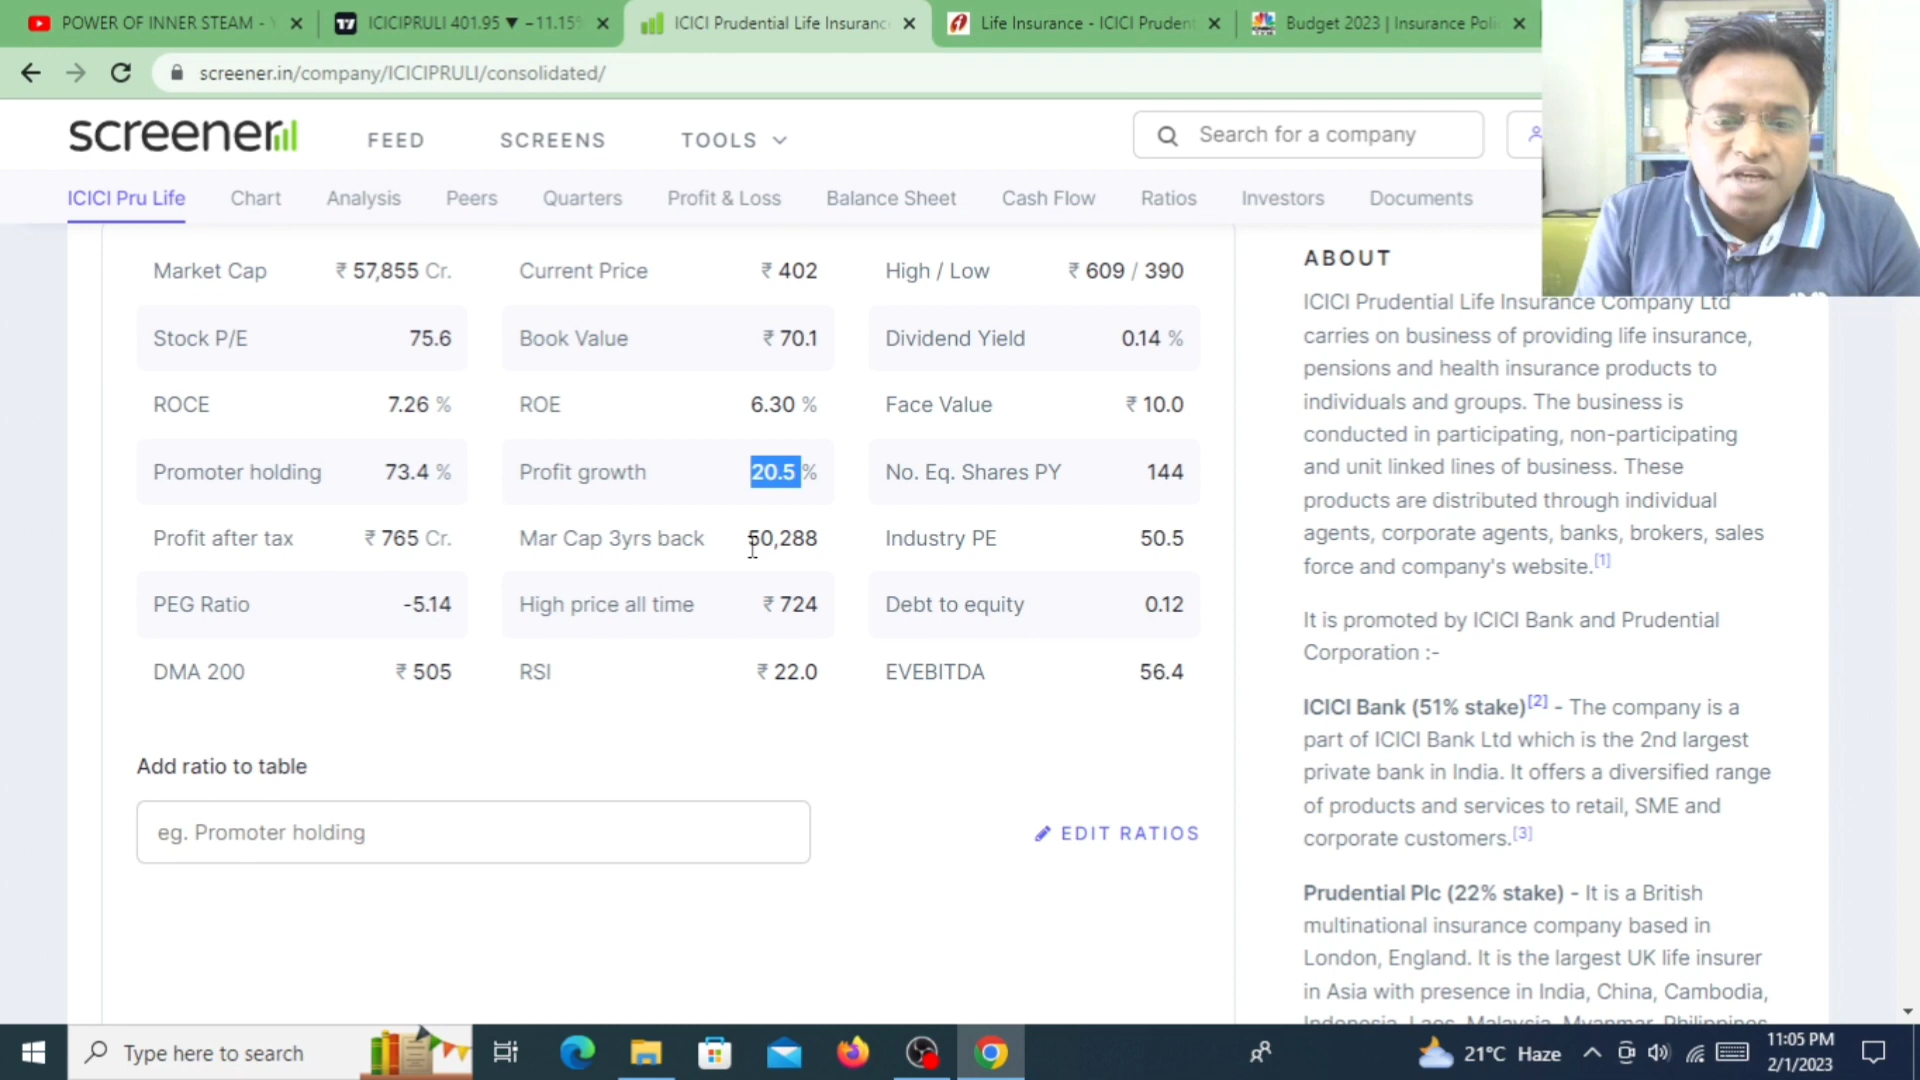 POWER OF INNER STEAM -
ICICIPRULI 401.95 ▼ −11.15%
ICICI Prudential Life Insurance
Life Insurance - ICICI Prudent
Budget 2023 | Insurance Poli
screener.in/company/ICICIPRULI/consolidated/
screener
FEED
SCREENS
TOOLS
Search for a company
ICICI Pru Life
Chart
Analysis
Peers
Quarters
Profit & Loss
Balance Sheet
Cash Flow
Ratios
Investors
Documents
Market Cap ₹ 57,855 Cr.
Current Price ₹ 402
High / Low ₹ 609 / 390
Stock P/E 75.6
Book Value ₹ 70.1
Dividend Yield 0.14 %
ROCE 7.26 %
ROE 6.30 %
Face Value ₹ 10.0
Promoter holding 73.4 %
Profit growth 20.5 %
No. Eq. Shares PY 144
Profit after tax ₹ 765 Cr.
Mar Cap 3yrs back 50,288
Industry PE 50.5
PEG Ratio -5.14
High price all time ₹ 724
Debt to equity 0.12
DMA 200 ₹ 505
RSI ₹ 22.0
EVEBITDA 56.4
Add ratio to table
eg. Promoter holding
EDIT RATIOS
ABOUT
ICICI Prudential Life Insurance Company Ltd
carries on business of providing life insurance,
pensions and health insurance products to
individuals and groups. The business is
conducted in participating, non-participating
and unit linked lines of business. These
products are distributed through individual
agents, corporate agents, banks, brokers, sales
force and company's website.[1]
It is promoted by ICICI Bank and Prudential
Corporation :-
ICICI Bank (51% stake)[2] - The company is a
part of ICICI Bank Ltd which is the 2nd largest
private bank in India. It offers a diversified range
of products and services to retail, SME and
corporate customers.[3]
Prudential Plc (22% stake) - It is a British
multinational insurance company based in
London, England. It is the largest UK life insurer
in Asia with presence in India, China, Cambodia,
Indonesia, Laos, Malaysia, Myanmar, Philippines
Type here to search
21°C Haze
11:05 PM
2/1/2023